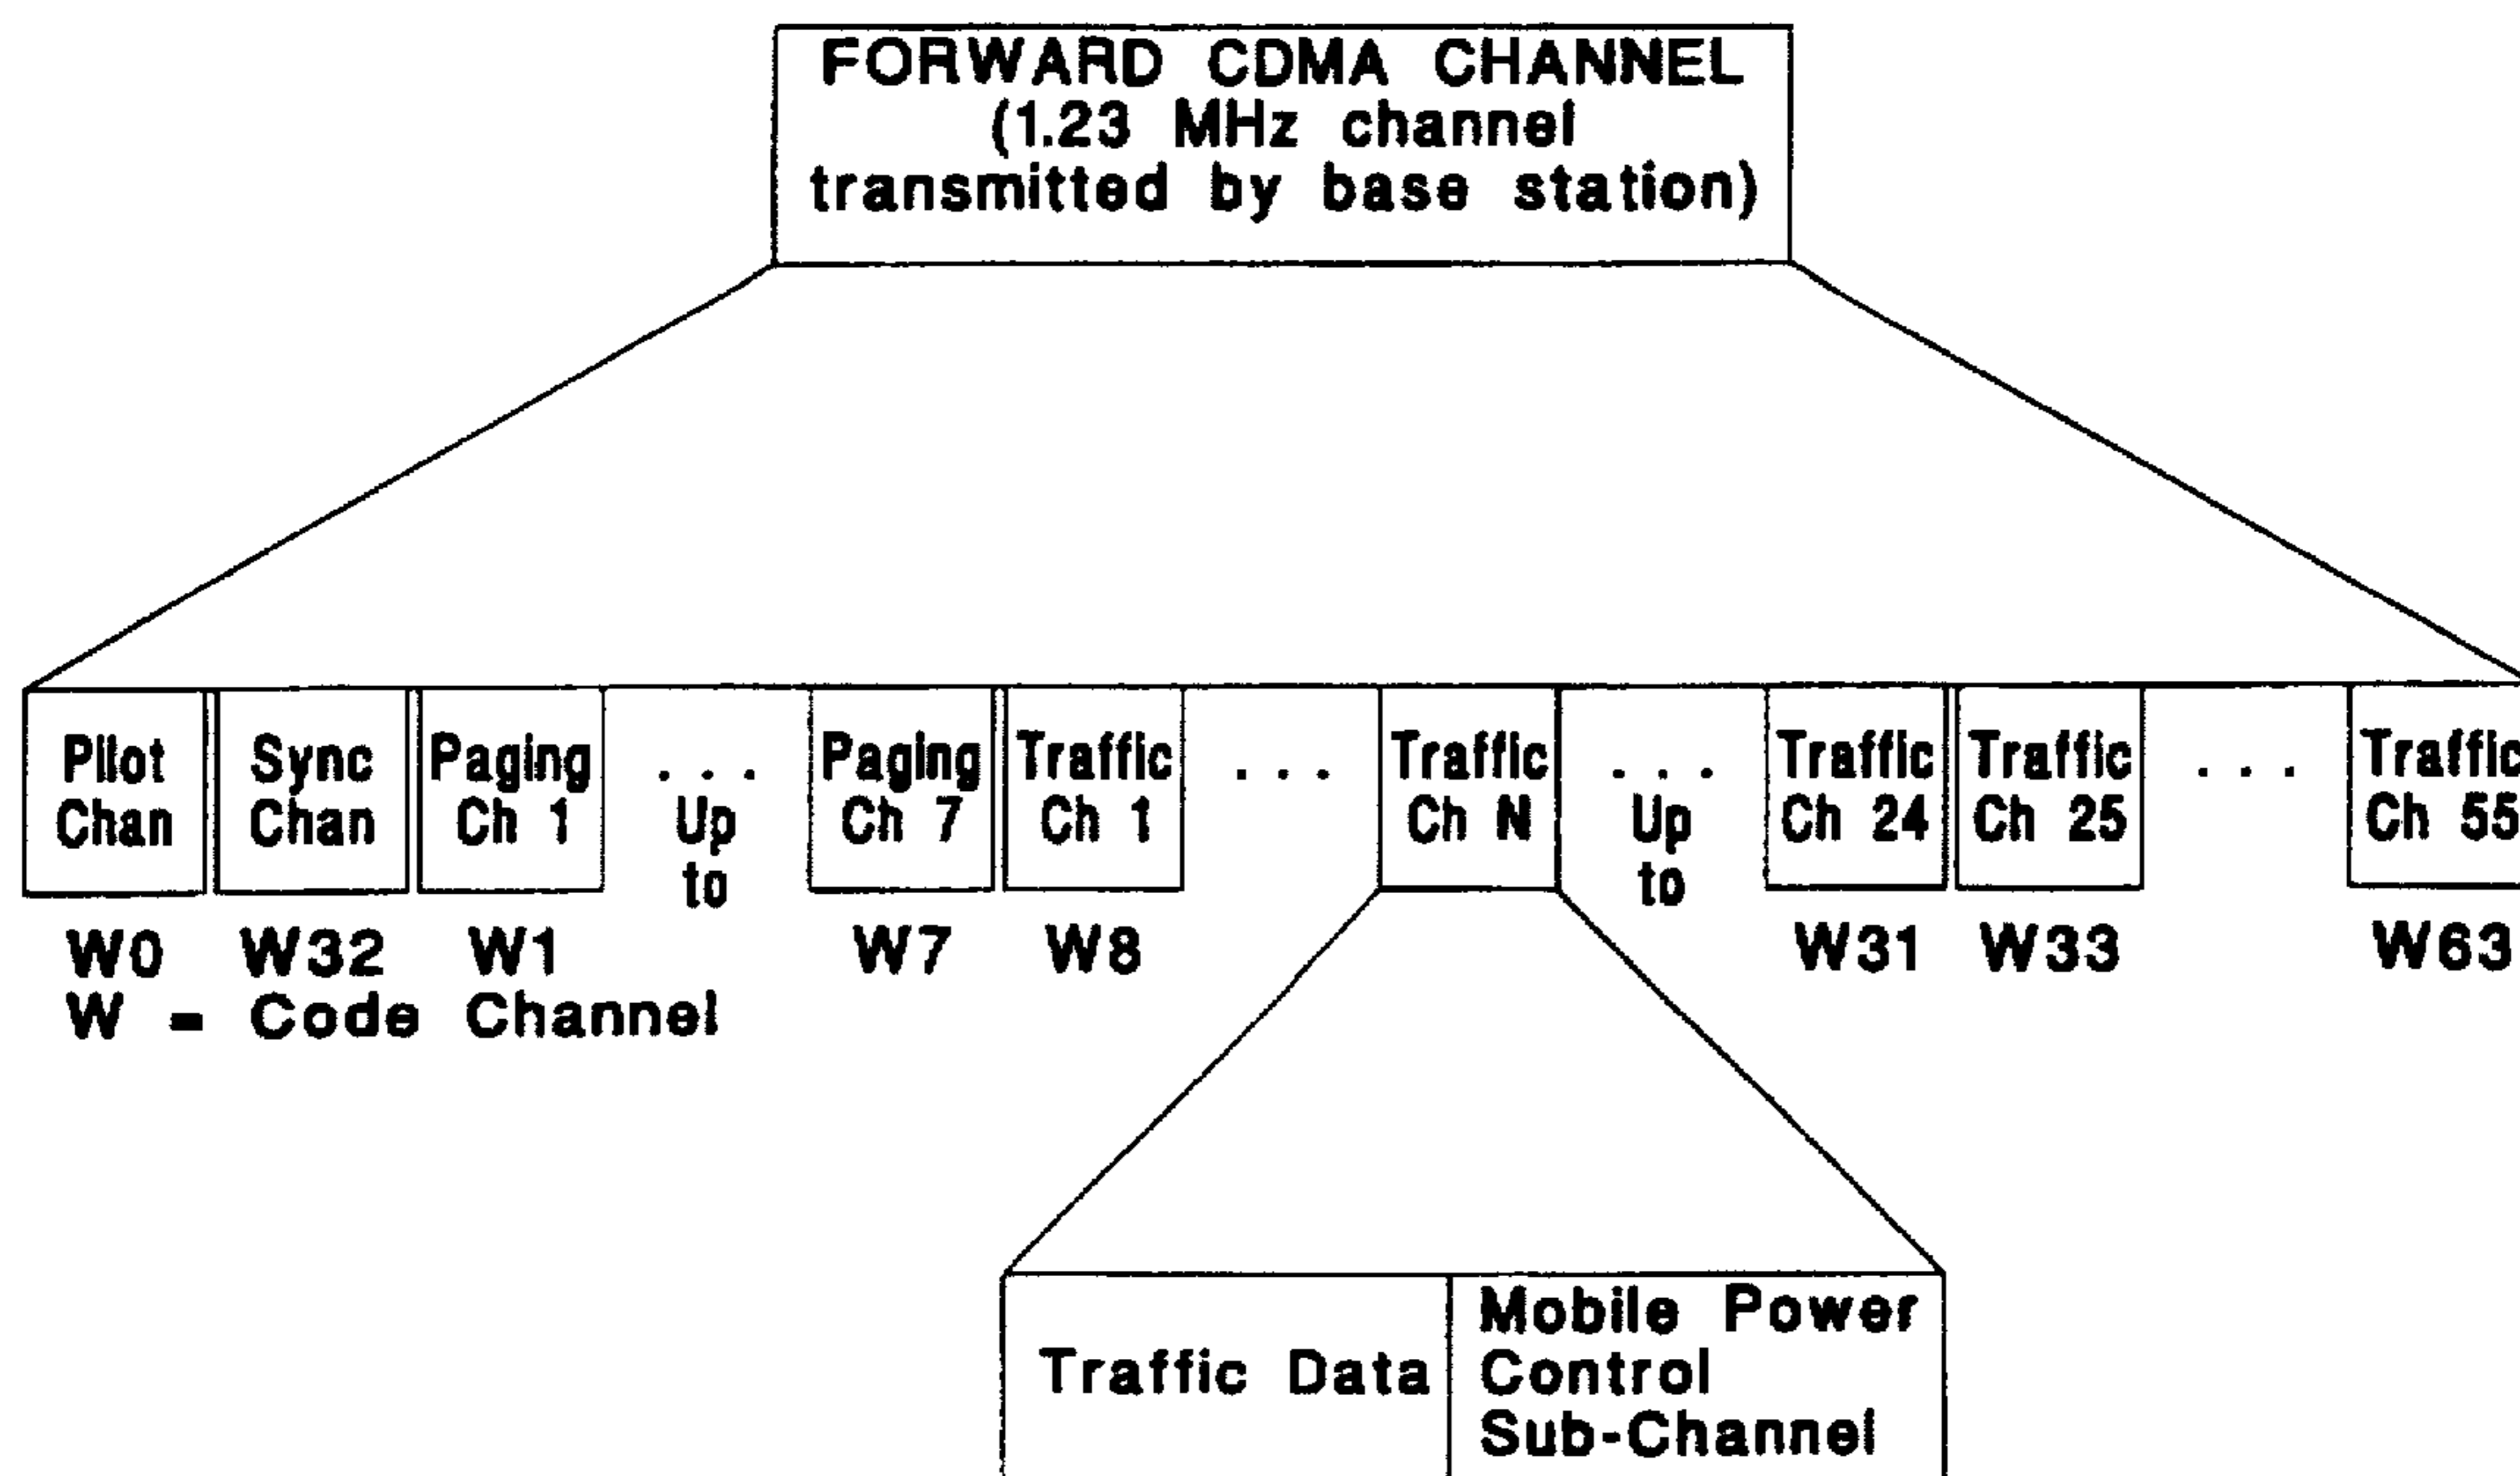 FORWARD CDMA CHANNEL
(1.23 MHz channel
transmitted by base station)
Pilot
Chan
Sync
Chan
Paging
Ch 1
. . .
Up
to
Paging
Ch 7
Traffic
Ch 1
. . .
Traffic
Ch N
. . .
Up
to
Traffic
Ch 24
Traffic
Ch 25
. . .
Traffic
Ch 55
W0 W32 W1 W7 W8 W31 W33 W63
W - Code Channel
Traffic Data
Mobile Power
Control
Sub-Channel